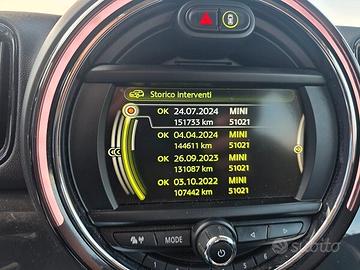 Storico interventi
OK 24.07.2024 MINI
151733 km 51021
OK 04.04.2024 MINI
144611 km 51021
OK 26.09.2023 MINI
131087 km 51021
OK 03.10.2022 MINI
107442 km 51021
MODE
subito